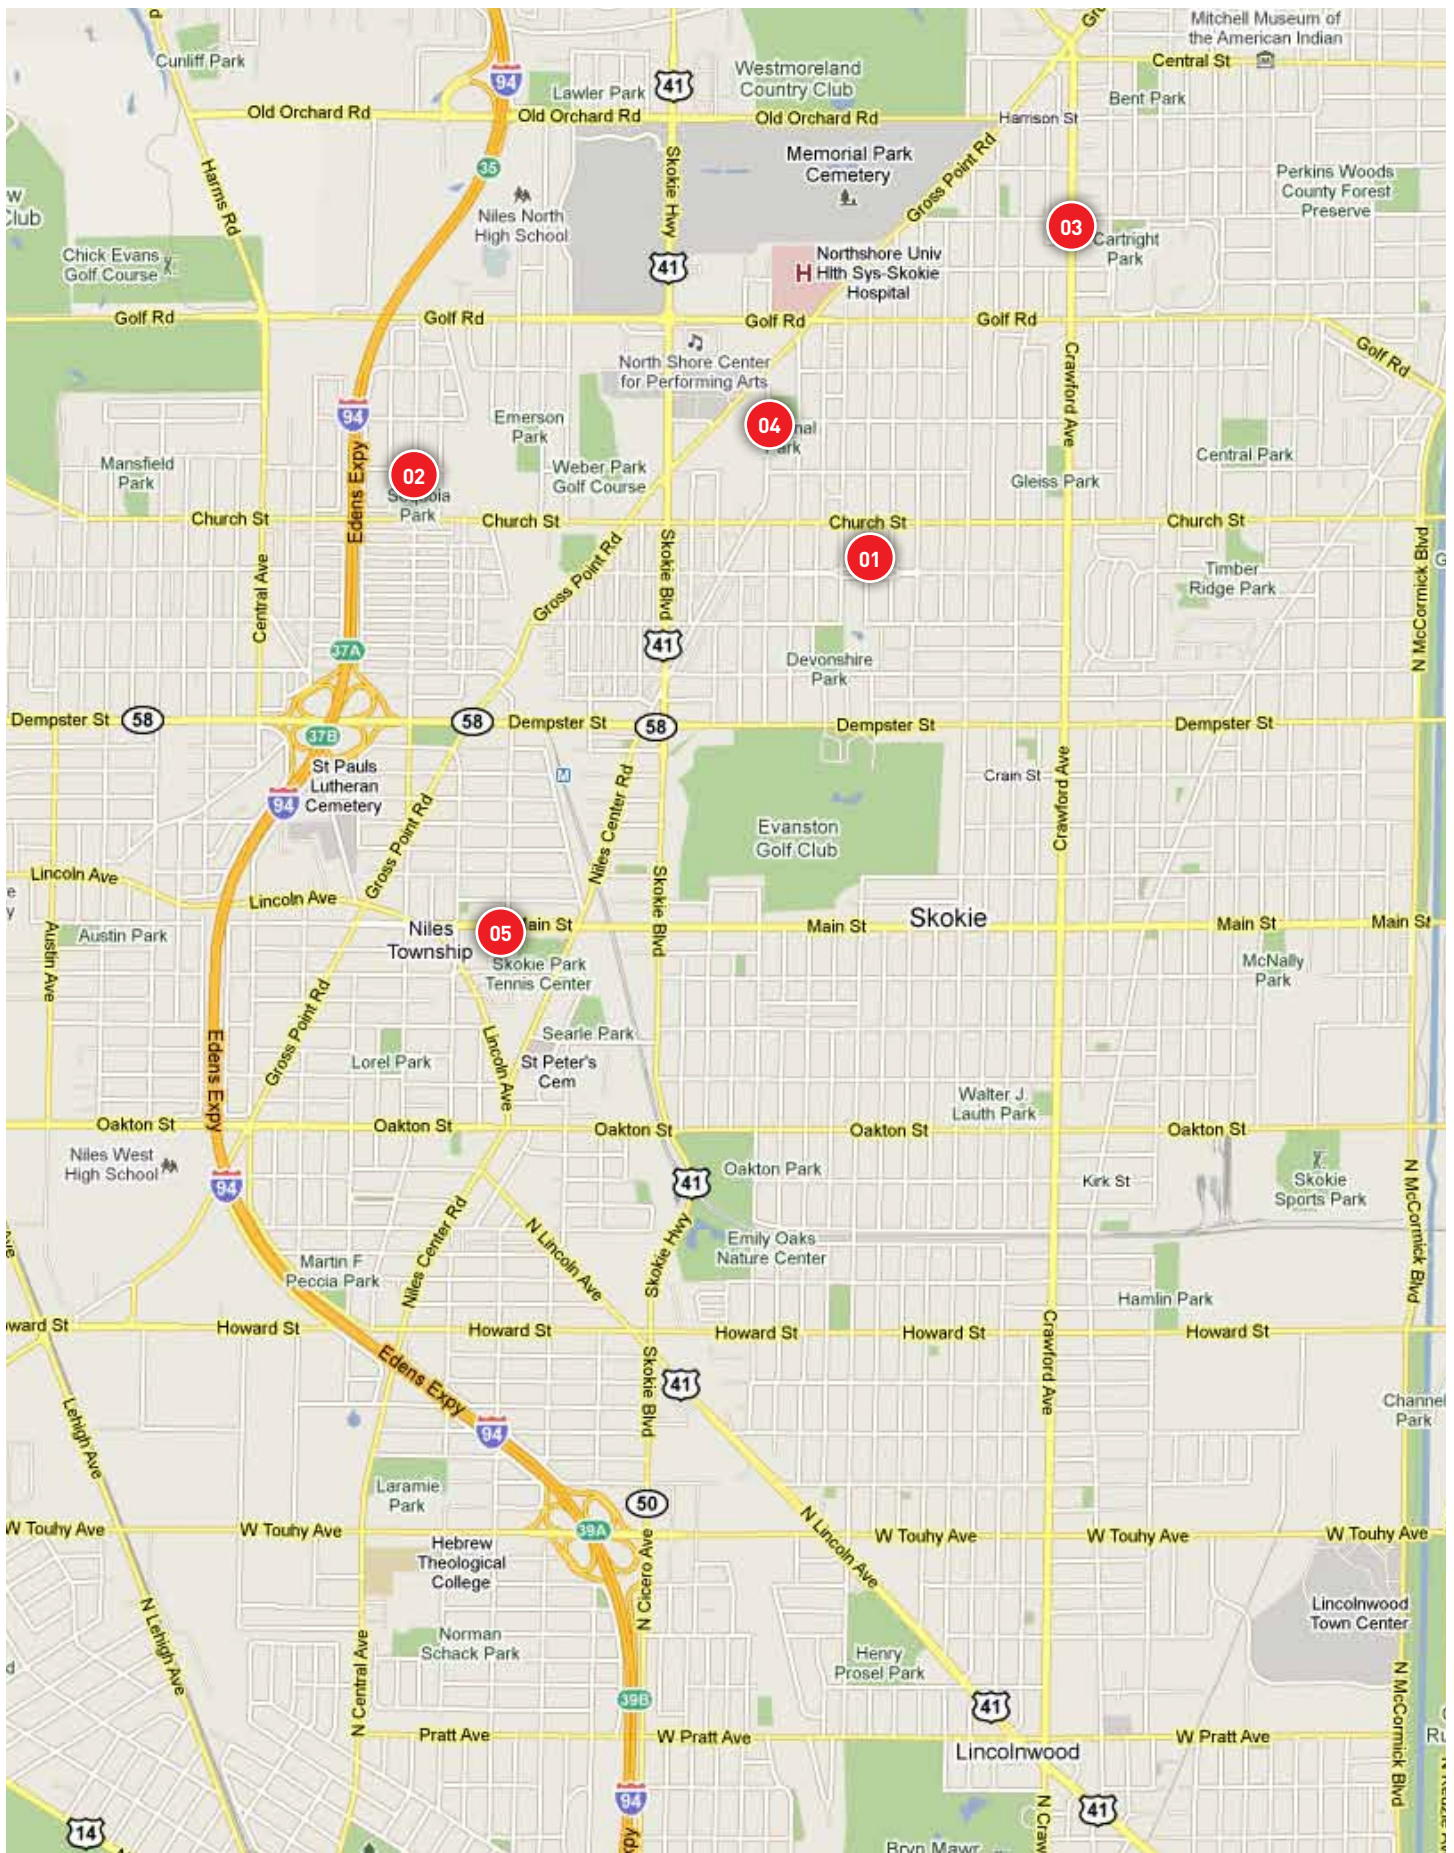 Mitchell Museum of
the American Indian
Central St
Cunliff Park
94
Lawler Park
41
Westmoreland
Country Club
Bent Park
Old Orchard Rd
Old Orchard Rd
Old Orchard Rd
Harrison St
Harms Rd
35
Skokie Hwy
Memorial Park
Cemetery
Gross Point Rd
Perkins Woods
County Forest
Preserve
Niles North
High School
03
Cartright
Park
Chick Evans
Golf Course
41
H
Northshore Univ
Hlth Sys-Skokie
Hospital
Golf Rd
Golf Rd
Golf Rd
Golf Rd
Golf Rd
North Shore Center
for Performing Arts
Crawford Ave
94
Emerson
Park
04
Mansfield
Park
Edens Expy
02
Park
Weber Park
Golf Course
Gleiss Park
Central Park
Church St
Church St
Church St
Church St
01
Central Ave
Gross Point Rd
Skokie Blvd
Timber
Ridge Park
N McCormick Blvd
37A
41
Devonshire
Park
Dempster St
58
58
Dempster St
58
Dempster St
Dempster St
37B
St Pauls
Lutheran
Cemetery
94
M
Crain St
Crawford Ave
Gross Point Rd
Niles Center Rd
Evanston
Golf Club
Lincoln Ave
Lincoln Ave
Skokie Blvd
Austin Park
Austin Ave
Niles
Township
05
Main St
Main St
Skokie
Main St
Main St
Skokie Park
Tennis Center
McNally
Park
Gross Point Rd
Edens Expy
Lorel Park
Lincoln Ave
Searle Park
St Peter's
Cem
Walter J.
Lauth Park
Oakton St
Oakton St
Oakton St
Oakton St
Oakton St
Niles West
High School
94
Oakton Park
41
Kirk St
Skokie
Sports Park
N McCormick Blvd
Niles Center Rd
N Lincoln Ave
Skokie Hwy
Emily Oaks
Nature Center
Martin F
Peccia Park
Hamlin Park
Howard St
Howard St
Howard St
Howard St
Howard St
Edens Expy
Skokie Blvd
41
Crawford Ave
Channel
Park
Lehigh Ave
94
Laramie
Park
50
W Touhy Ave
W Touhy Ave
39A
N Lincoln Ave
W Touhy Ave
W Touhy Ave
W Touhy Ave
Hebrew
Theological
College
N Cicero Ave
Lincolnwood
Town Center
N Lehigh Ave
N Central Ave
Norman
Schack Park
Henry
Prosel Park
39B
41
N McCormick Blvd
Pratt Ave
W Pratt Ave
W Pratt Ave
Lincolnwood
94
41
14
Bryn Mawr